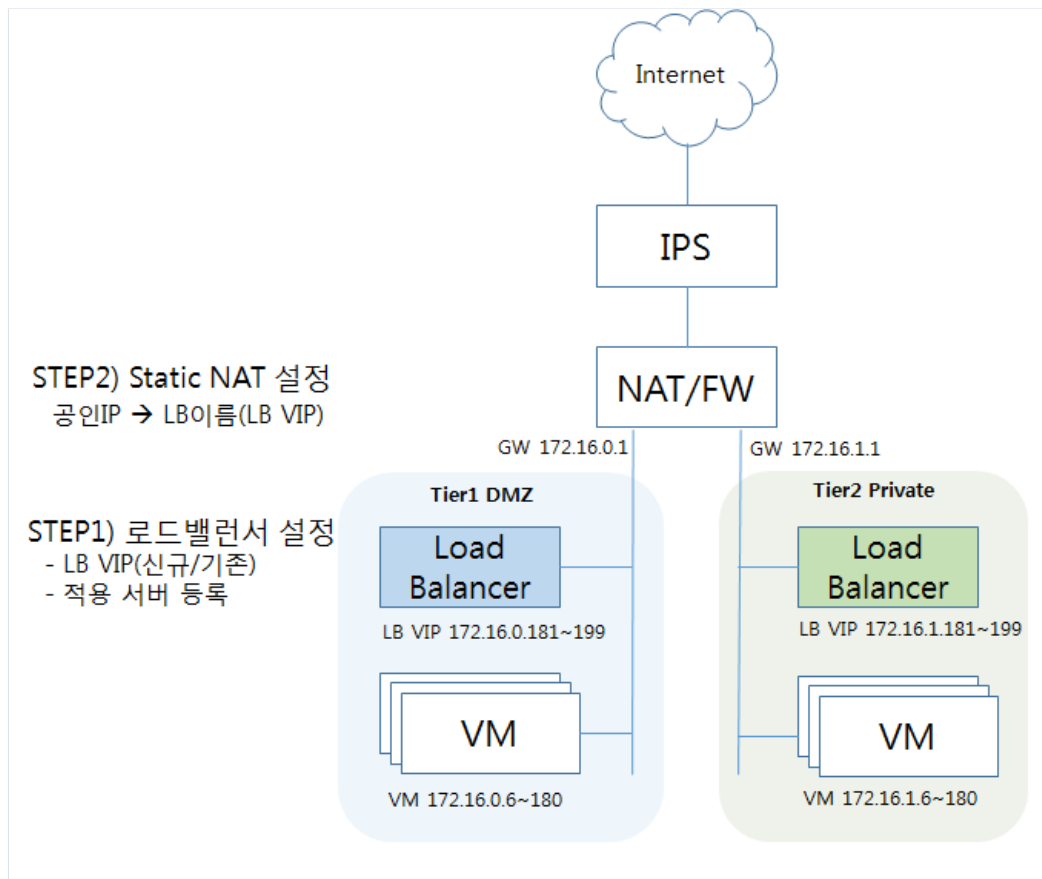 Internet
IPS
STEP2) Static NAT 설정
공인IP → LB이름(LB VIP)
NAT/FW
GW 172.16.0.1
GW 172.16.1.1
Tier1 DMZ
Tier2 Private
STEP1) 로드밸런서 설정
- LB VIP(신규/기존)
- 적용 서버 등록
Load
Balancer
LB VIP 172.16.0.181~199
Load
Balancer
LB VIP 172.16.1.181~199
VM
VM 172.16.0.6~180
VM
VM 172.16.1.6~180